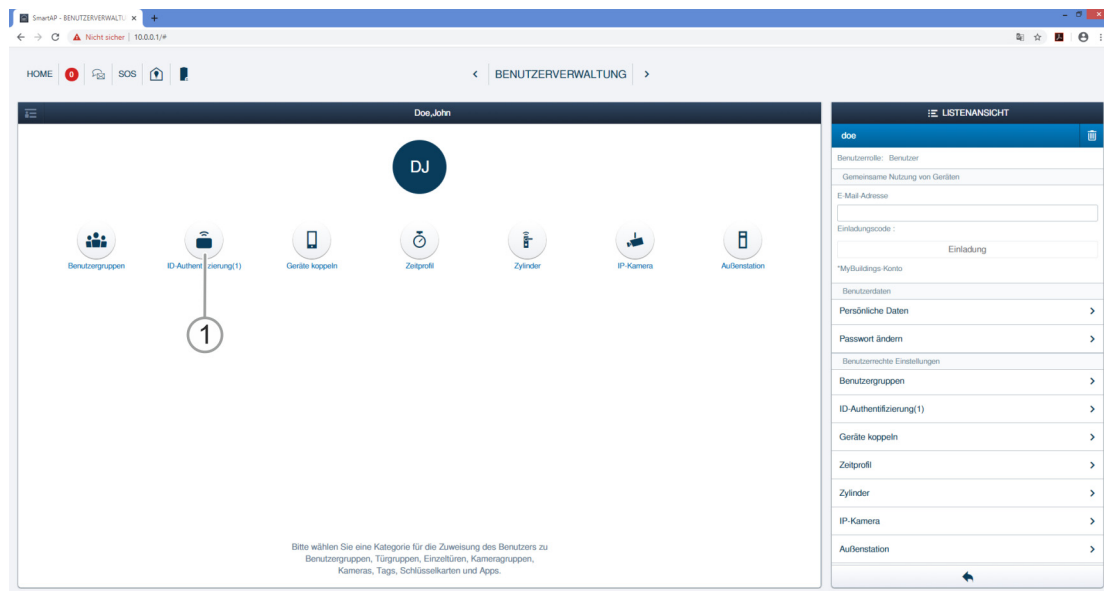 SmartAP - BENUTZERVERWALTU
Nicht sicher | 10.0.0.1/#
HOME 0 SOS
BENUTZERVERWALTUNG
Doe,John
DJ
Benutzergruppen
ID-Authentifizierung(1)
Geräte koppeln
Zeitprofil
Zylinder
IP-Kamera
Außenstation
1
Bitte wählen Sie eine Kategorie für die Zuweisung des Benutzers zu
Benutzergruppen, Türgruppen, Einzeltüren, Kameragruppen,
Kameras, Tags, Schlüsselkarten und Apps.
LISTENANSICHT
doe
Benutzerrolle: Benutzer
Gemeinsame Nutzung von Geräten
E-Mail-Adresse
Einladungscode :
Einladung
*MyBuildings-Konto
Benutzerdaten
Persönliche Daten
Passwort ändern
Benutzerrechte Einstellungen
Benutzergruppen
ID-Authentifizierung(1)
Geräte koppeln
Zeitprofil
Zylinder
IP-Kamera
Außenstation